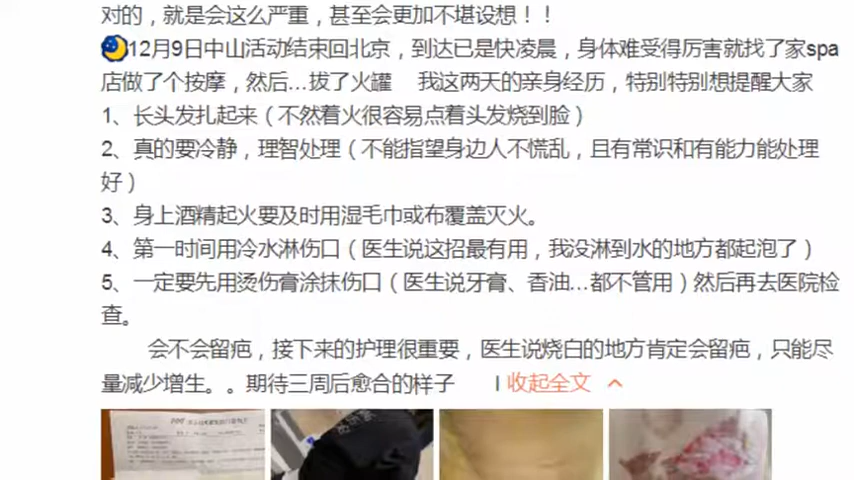 对的，就是会这么严重，甚至会更加不堪设想！！
12月9日中山活动结束回北京，到达已是快凌晨，身体难受得厉害就找了家spa
店做了个按摩，然后...拔了火罐 我这两天的亲身经历，特别特别想提醒大家
1、长头发扎起来（不然着火很容易点着头发烧到脸）
2、真的要冷静，理智处理（不能指望身边人不慌乱，且有常识和有能力能处理
好）
3、身上酒精起火要及时用湿毛巾或布覆盖灭火。
4、第一时间用冷水淋伤口（医生说这招最有用，我没淋到水的地方都起泡了）
5、一定要先用烫伤膏涂抹伤口（医生说牙膏、香油...都不管用）然后再去医院检
查。
会不会留疤，接下来的护理很重要，医生说烧白的地方肯定会留疤，只能尽
量减少增生。。期待三周后愈合的样子 l 收起全文